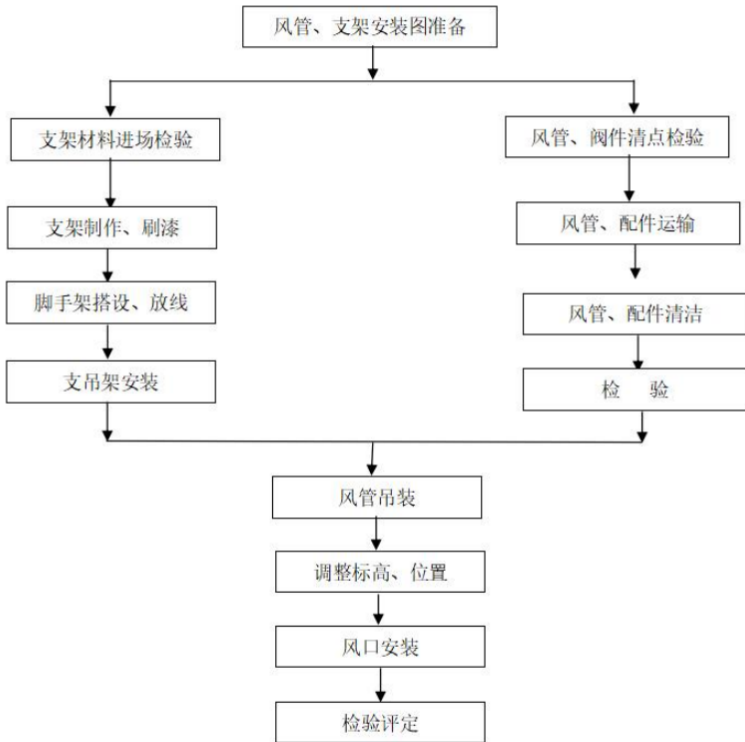 风管、支架安装图准备
支架材料进场检验
风管、阀件清点检验
支架制作、刷漆
风管、配件运输
脚手架搭设、放线
风管、配件清洁
支吊架安装
检 验
风管吊装
调整标高、位置
风口安装
检验评定